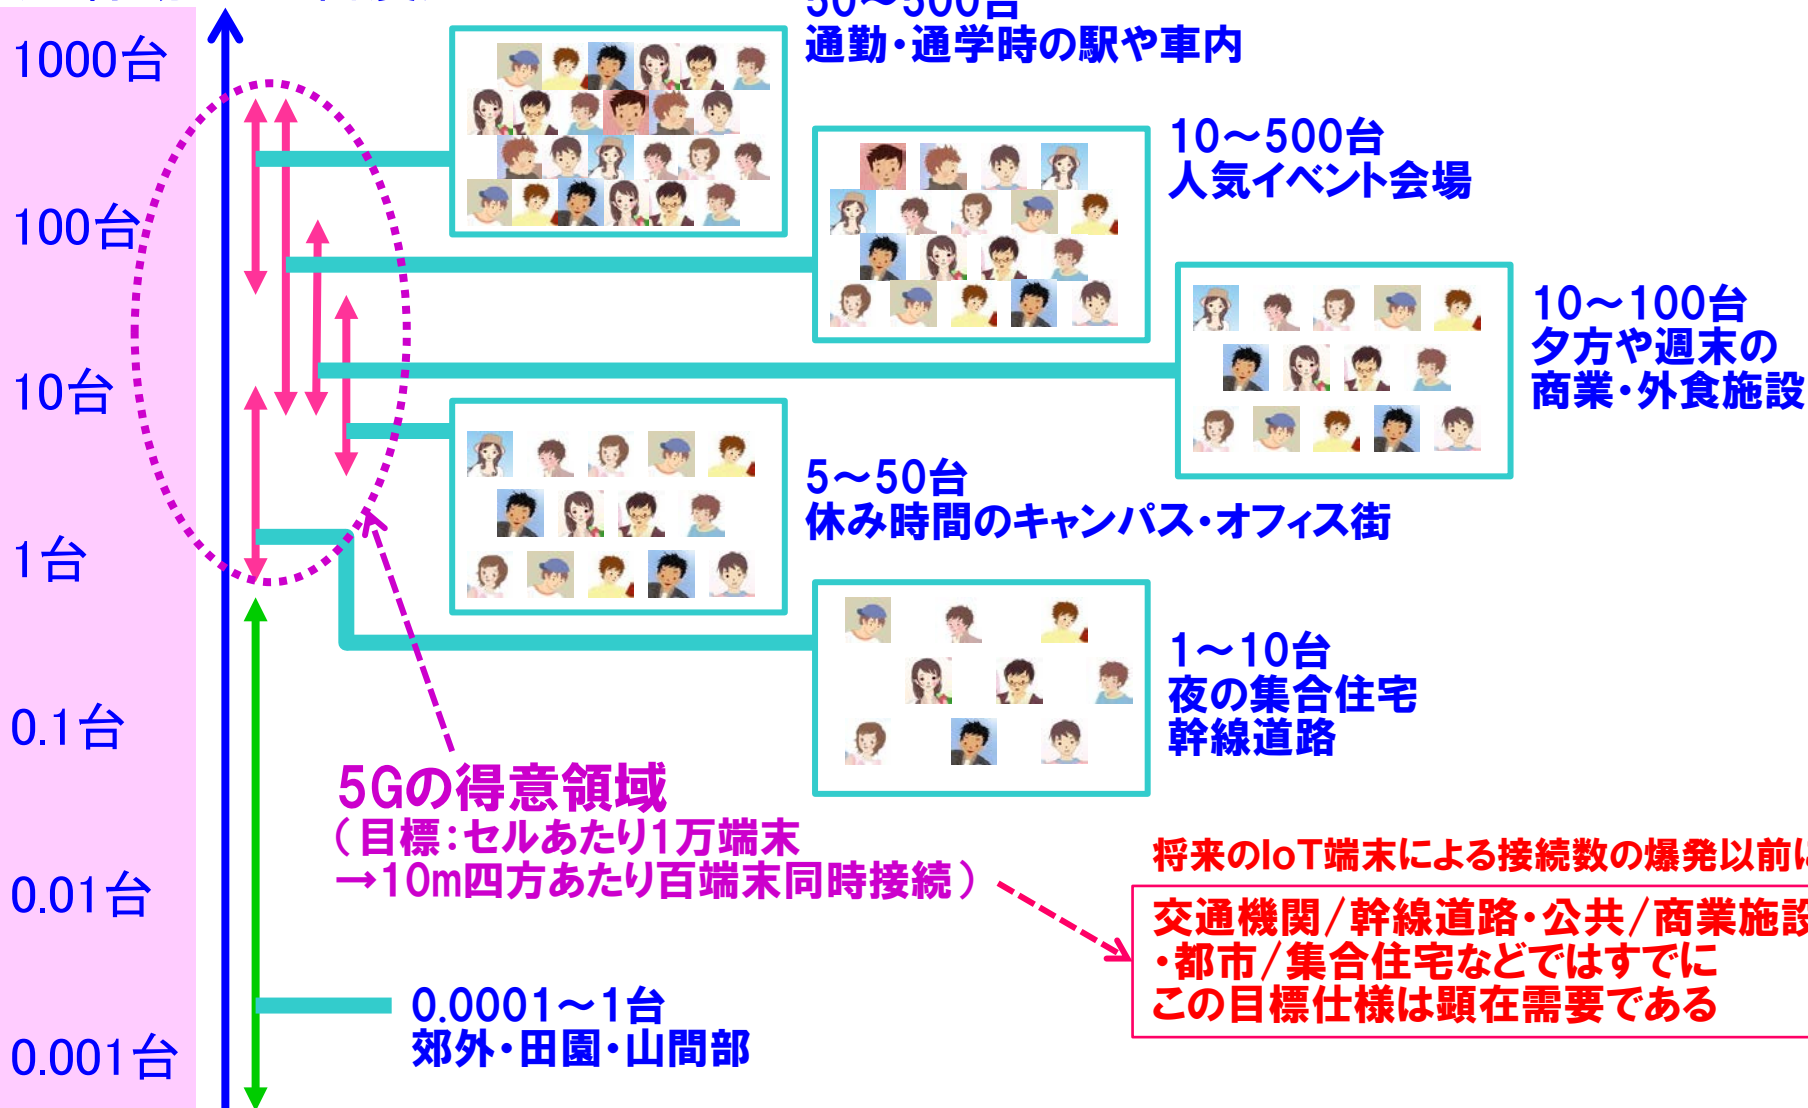 1000台
100台
10台
1台
0.1台
0.01台
0.001台
50～500台
通勤・通学時の駅や車内
10～500台
人気イベント会場
10～100台
夕方や週末の
商業・外食施設
5～50台
休み時間のキャンパス・オフィス街
1～10台
夜の集合住宅
幹線道路
5Gの得意領域
（目標：セルあたり1万端末
→10m四方あたり百端末同時接続）
将来のIoT端末による接続数の爆発以前に
交通機関/幹線道路・公共/商業施設
・都市/集合住宅などではすでに
この目標仕様は顕在需要である
0.0001～1台
郊外・田園・山間部